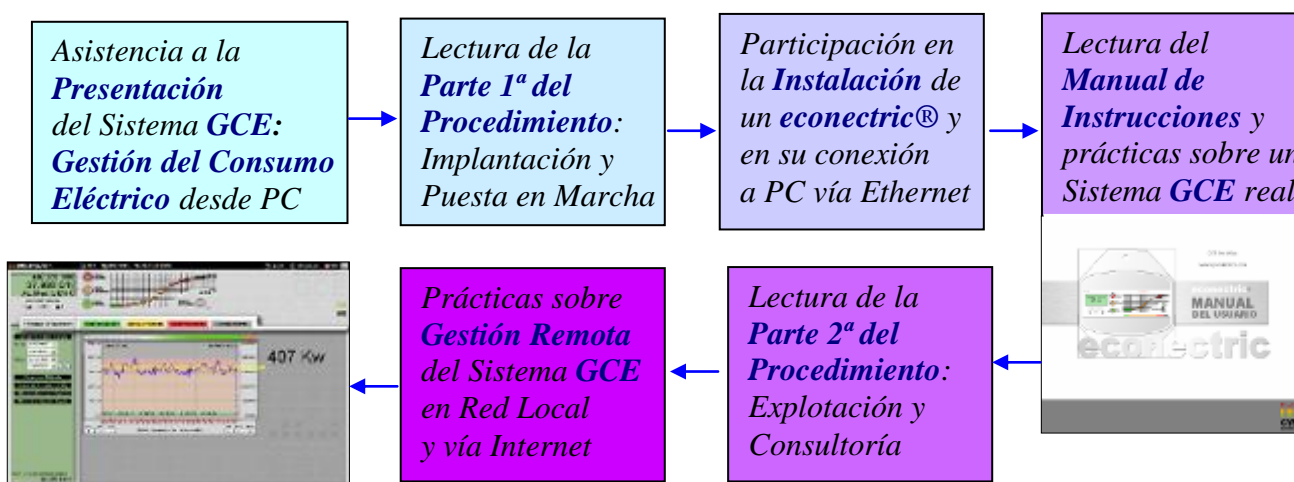 Asistencia a la
Presentación
del Sistema GCE:
Gestión del Consumo
Eléctrico desde PC
Lectura de la
Parte 1ª del
Procedimiento:
Implantación y
Puesta en Marcha
Participación en
la Instalación de
un econectric® y
en su conexión
a PC vía Ethernet
Lectura del
Manual de
Instrucciones y
prácticas sobre un
Sistema GCE real
econectric
MANUAL
DEL USUARIO
econectric
Lectura de la
Parte 2ª del
Procedimiento:
Explotación y
Consultoría
Prácticas sobre
Gestión Remota
del Sistema GCE
en Red Local
y vía Internet
407 Kw